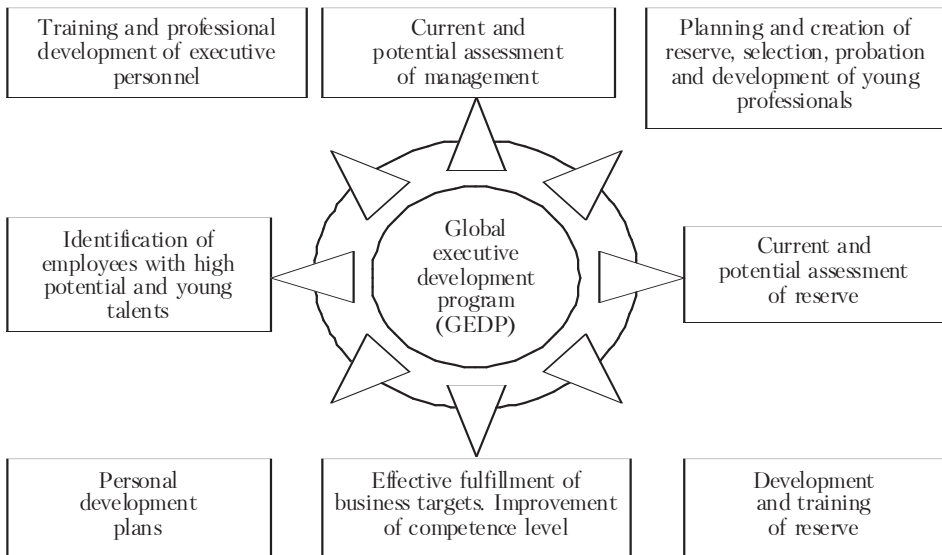 Training and professional
development of executive
personnel
Current and
potential assessment
of management
Planning and creation of
reserve, selection, probation
and development of young
professionals
Identification of
employees with high
potential and young
talents
Global
executive
development
program
(GEDP)
Current and
potential assessment
of reserve
Personal
development
plans
Effective fulfillment of
business targets. Improvement
of competence level
Development
and training
of reserve